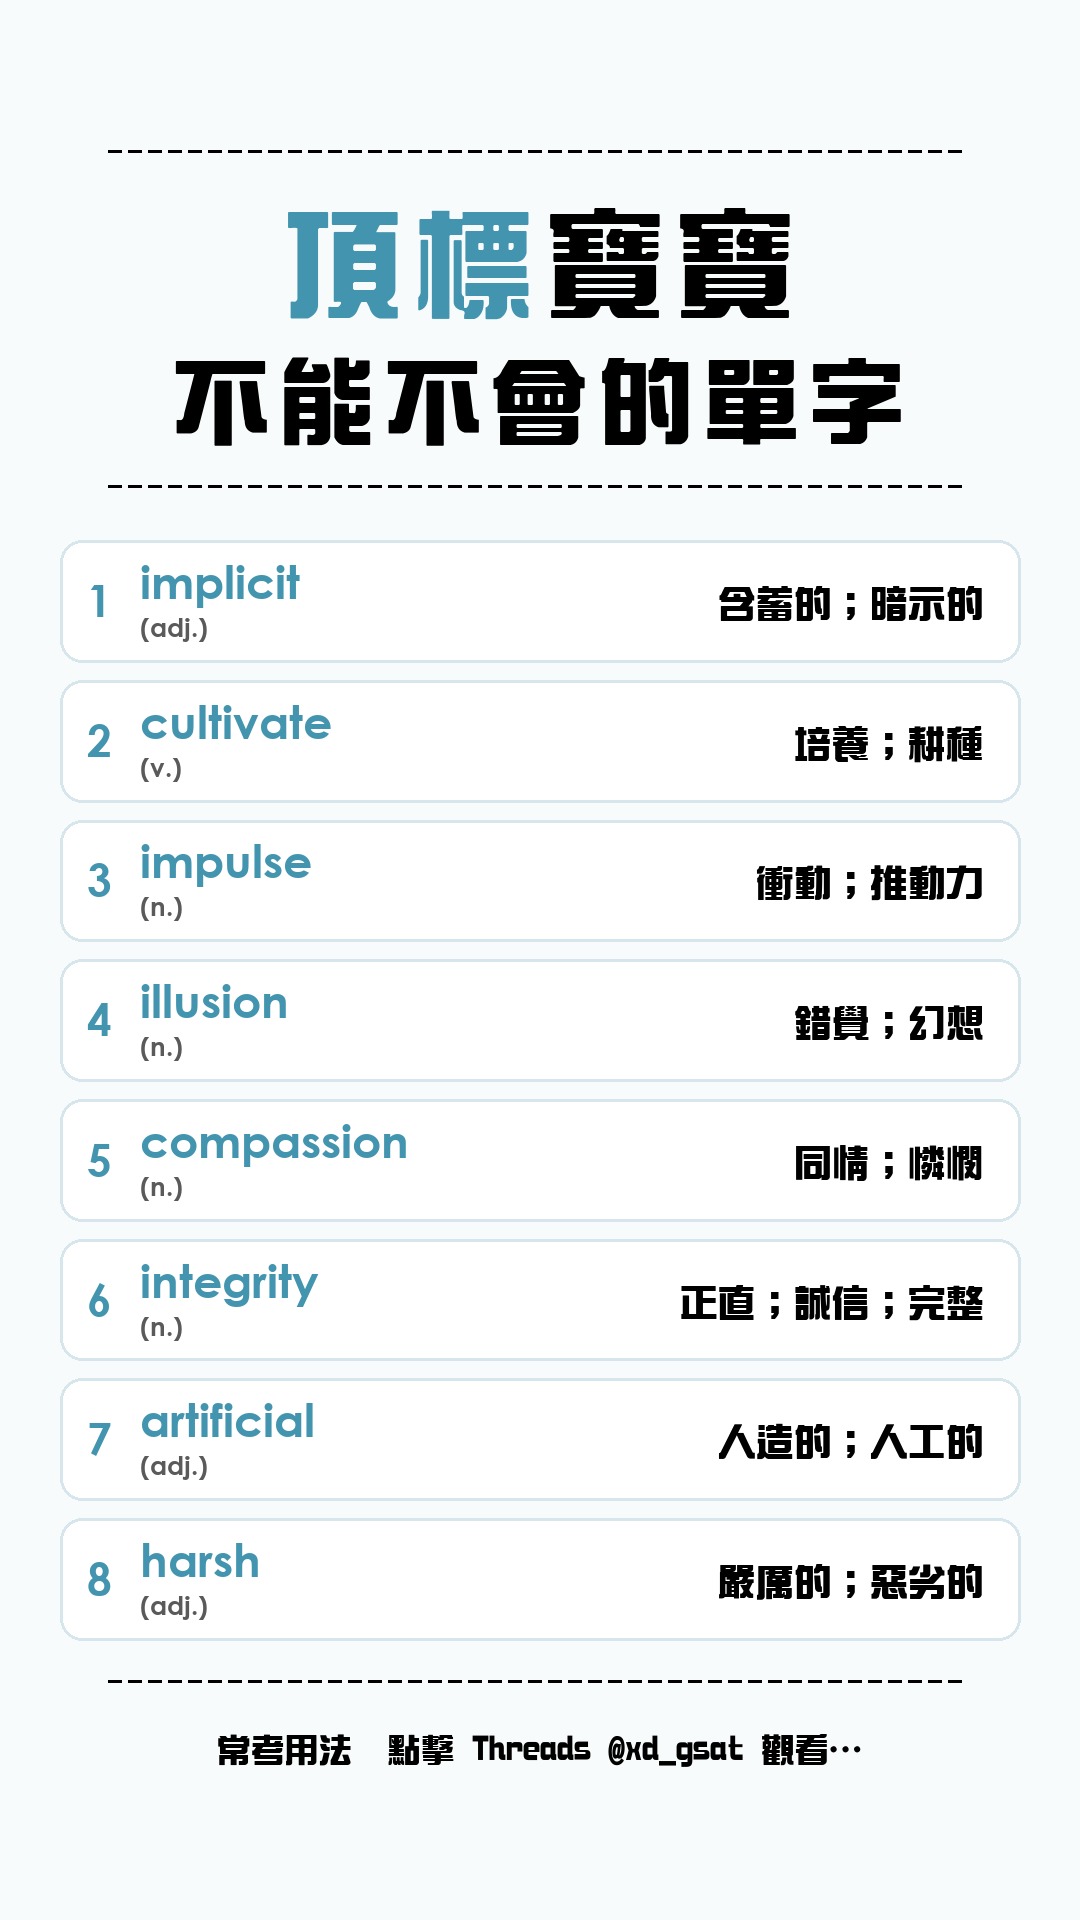 頂標寶寶
不能不會的單字
1 implicit 含蓄的；暗示的
(adj.)
2 cultivate 培養；耕種
(v.)
3 impulse 衝動；推動力
(n.)
4 illusion 錯覺；幻想
(n.)
5 compassion 同情；憐憫
(n.)
6 integrity 正直；誠信；完整
(n.)
7 artificial 人造的；人工的
(adj.)
8 harsh 嚴厲的；惡劣的
(adj.)
常考用法　點擊 Threads @xd_gsat 觀看…